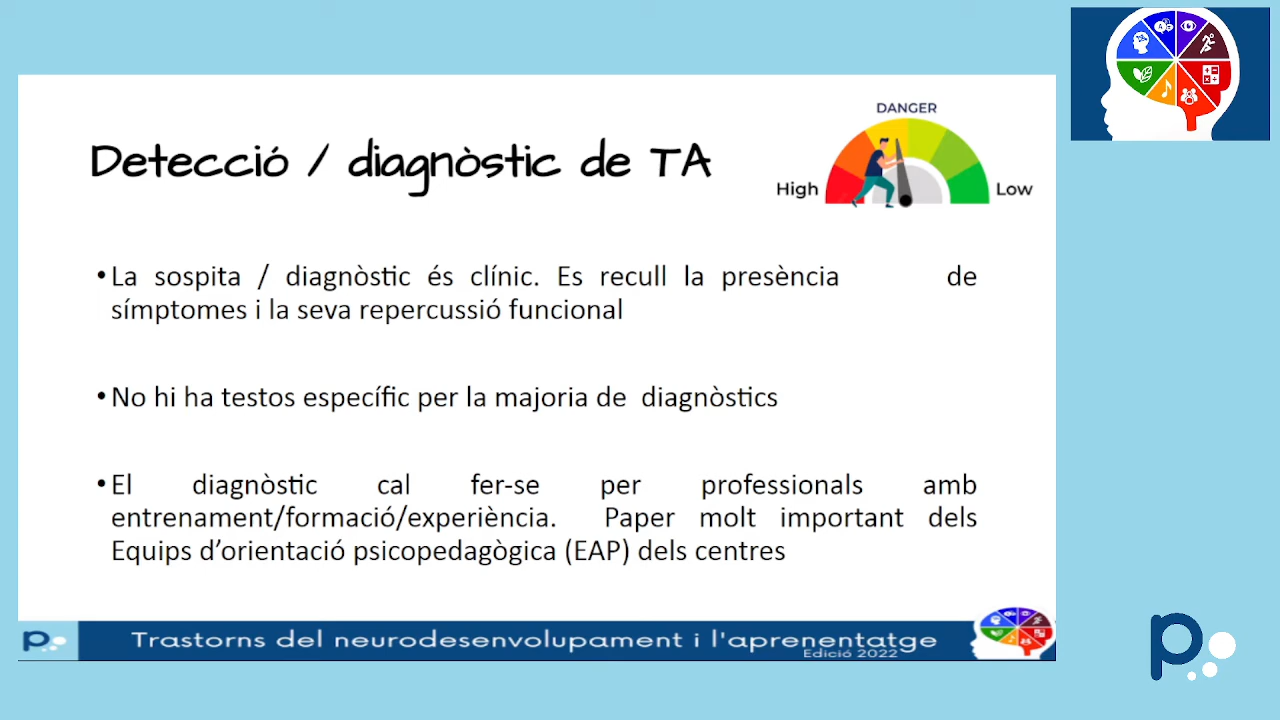 DANGER
Detecció / diagnòstic de TA
High
Low
•La sospita / diagnòstic és clínic. Es recull la presència de
símptomes i la seva repercussió funcional
•No hi ha testos específic per la majoria de diagnòstics
•El diagnòstic cal fer-se per professionals amb
entrenament/formació/experiència. Paper molt important dels
Equips d’orientació psicopedagògica (EAP) dels centres
p
Trastorns del neurodesenvolupament i l'aprenentatge
Edició 2022
p